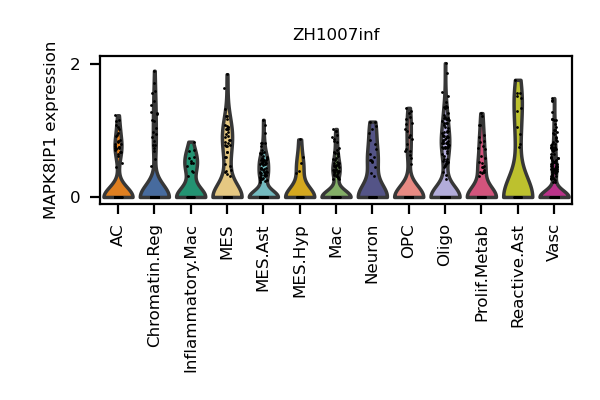 ZH1007inf
MAPK8IP1 expression
2
0
AC
Chromatin.Reg
Inflammatory.Mac
MES
MES.Ast
MES.Hyp
Mac
Neuron
OPC
Oligo
Prolif.Metab
Reactive.Ast
Vasc